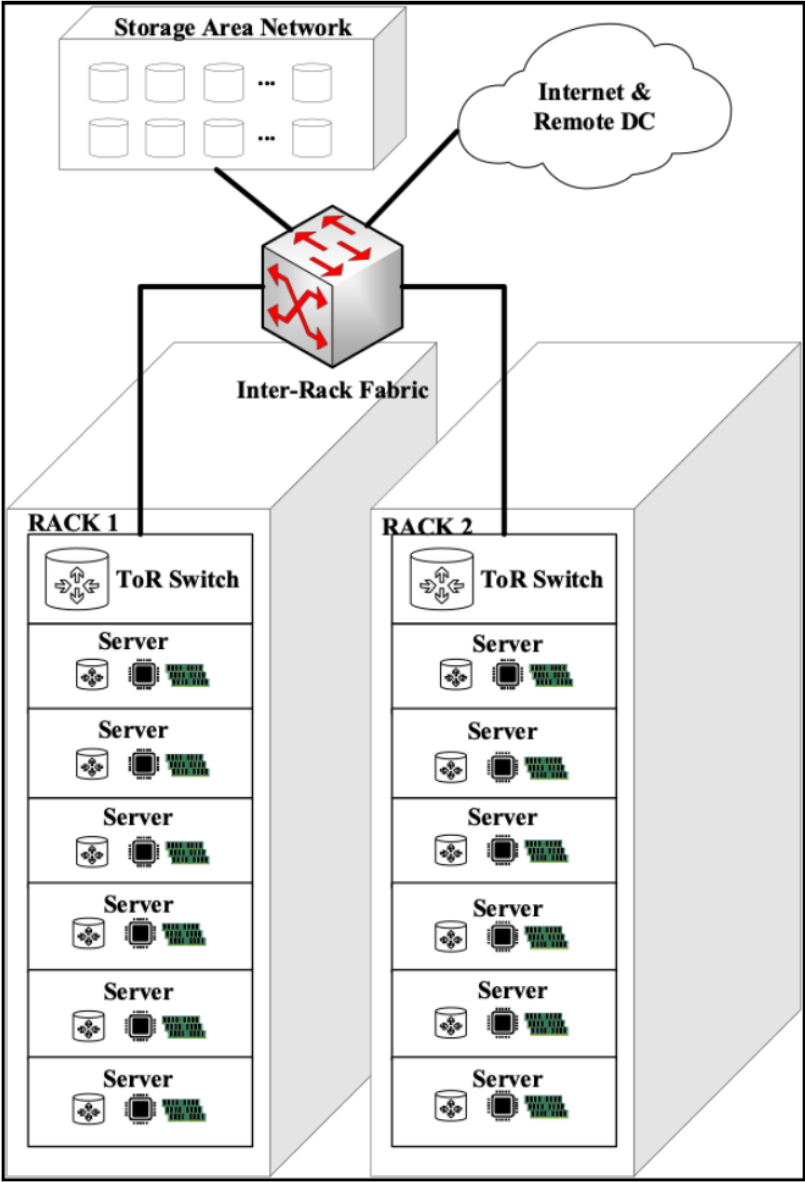 Storage Area Network
...
...
Internet &
Remote DC
Inter-Rack Fabric
RACK 1
ToR Switch
Server
Server
Server
Server
Server
Server
RACK 2
ToR Switch
Server
Server
Server
Server
Server
Server